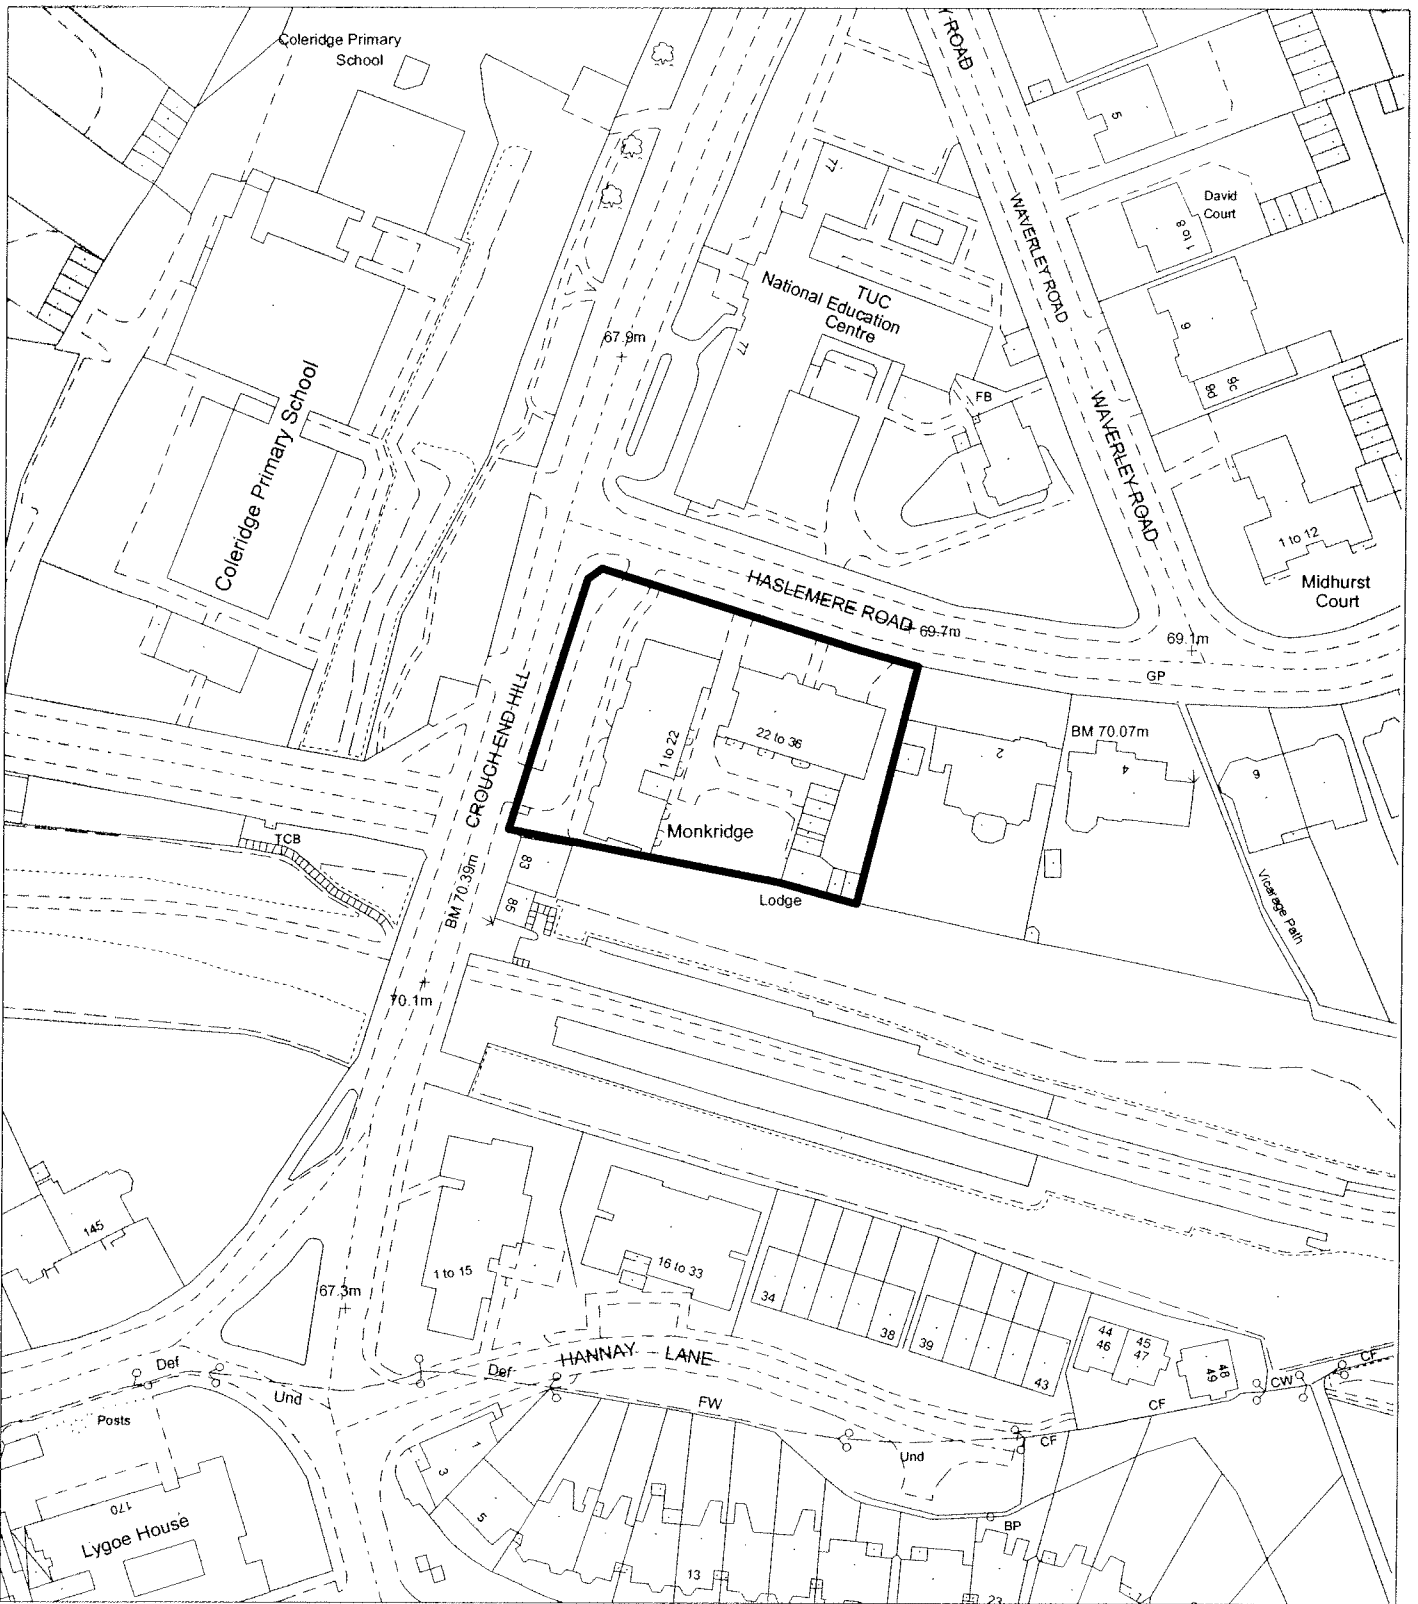 Coleridge Primary
School
Y ROAD
5
77
David
Court
1 to 8
WAVERLEY ROAD
TUC
National Education
Centre
67.9m
77
9
9c
9d
FB
WAVERLEY ROAD
Coleridge Primary School
1 to 12
Midhurst
Court
HASLEMERE ROAD
69.7m
69.1m
GP
CROUCH END HILL
1 to 22
22 to 36
2
BM 70.07m
4
6
Monkridge
TCB
83
85
BM 70.39m
Lodge
Vicarage Path
70.1m
145
1 to 15
16 to 33
67.3m
34
38
39
43
44
46
45
47
48
49
Def
Und
Def
HANNAY LANE
CF
CW
CF
FW
Posts
Und
CF
1
3
5
170
Lygoe House
BP
13
23